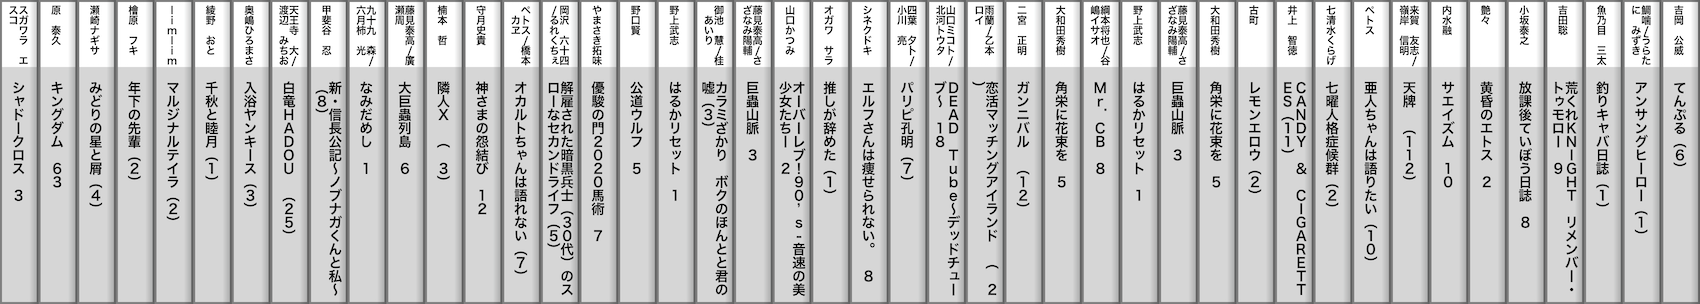 吉岡 公威
てんぷる（６）
鯛噛/うらた
に みずき
アンサングヒーロー（１）
魚乃目 三太
釣りキャバ日誌（１）
吉田聡
荒くれＫＮＩＧＨＴ リメンバー・
トゥモロー ９
小坂泰之
放課後ていぼう日誌 ８
艶々
黄昏のエトス ２
内水融
サエイズム １０
来賀 友志/
嶺岸 信明
天牌 （１１２）
ペトス
亜人ちゃんは語りたい（１０）
七清水くらげ
七曜人格症候群（２）
井上 智徳
ＣＡＮＤＹ ＆ ＣＩＧＡＲＥＴＴ
ＥＳ（１１）
古町
レモンエロウ（２）
大和田秀樹
角栄に花束を ５
藤見泰高/さ
ざなみ陽輔
巨蟲山脈 ３
野上武志
はるかリセット １
綱本将也/谷
嶋イサオ
Ｍｒ．ＣＢ ８
大和田秀樹
角栄に花束を ５
二宮 正明
ガンニバル （１２）
雨蘭/乙本
ロイ
恋活マッチングアイランド （２
）
山口ミコト/
北河トウタ
ＤＥＡＤ Ｔｕｂｅ～デッドチュー
ブ～ １８
四葉 夕卜/
小川 亮
パリピ孔明（７）
シネクドキ
エルフさんは痩せられない。 ８
オガワ サラ
推しが辞めた（１）
山口かつみ
オーバーレブ！９０’ｓ－音速の美
少女たちー ２
藤見泰高/さ
ざなみ陽輔
巨蟲山脈 ３
御池 慧/桂
あいり
カラミざかり ボクのほんとと君の
嘘（３）
野上武志
はるかリセット １
野口賢
公道ウルフ ５
やまさき拓味
優駿の門２０２０馬術 ７
岡沢 六十四
/るれくちぇ
解雇された暗黒兵士（３０代）のス
ローなセカンドライフ（５）
ペトス/橋本
カヱ
オカルトちゃんは語れない（７）
守月史貴
神さまの怨結び １２
楠本 哲
隣人Ｘ （３）
藤見泰高/廣
瀬周
大巨蟲列島 ６
九十九 森/
六月柿 光
なみだめし １
甲斐谷 忍
新・信長公記～ノブナガくんと私～
（８）
天王寺 大/
渡辺 みちお
白竜ＨＡＤＯＵ （２５）
奥嶋ひろまさ
入浴ヤンキース（３）
綾野 おと
千秋と睦月（１）
ｌｉｍｌｉｍ
マルジナルテイラ（２）
檜原 フキ
年下の先輩（２）
瀬崎ナギサ
みどりの星と屑（４）
原 泰久
キングダム ６３
スガワラ エ
スコ
シャドークロス ３